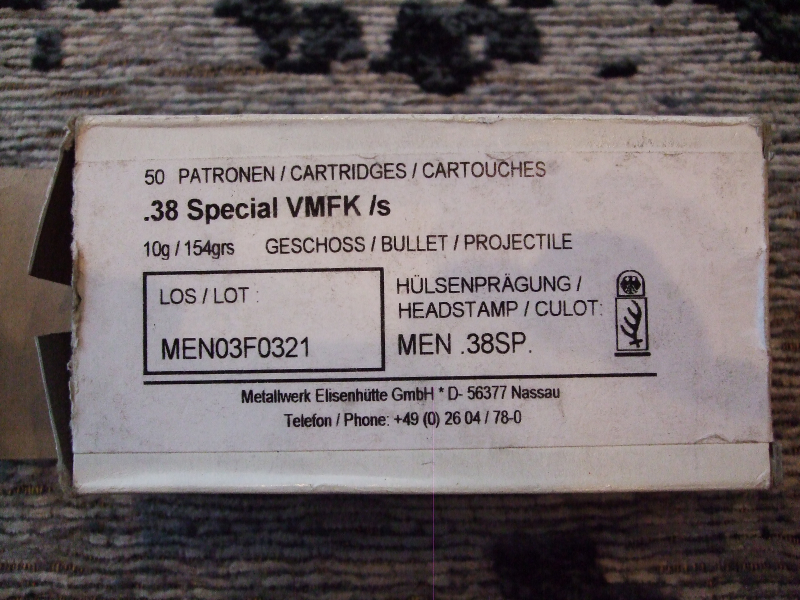 50 PATRONEN / CARTRIDGES / CARTOUCHES
.38 Special VMFK /s
10g / 154grs GESCHOSS / BULLET / PROJECTILE
LOS / LOT :
MEN03F0321
HÜLSENPRÄGUNG /
HEADSTAMP / CULOT:
MEN .38SP.
Metallwerk Elisenhütte GmbH * D- 56377 Nassau
Telefon / Phone: +49 (0) 26 04 / 78-0